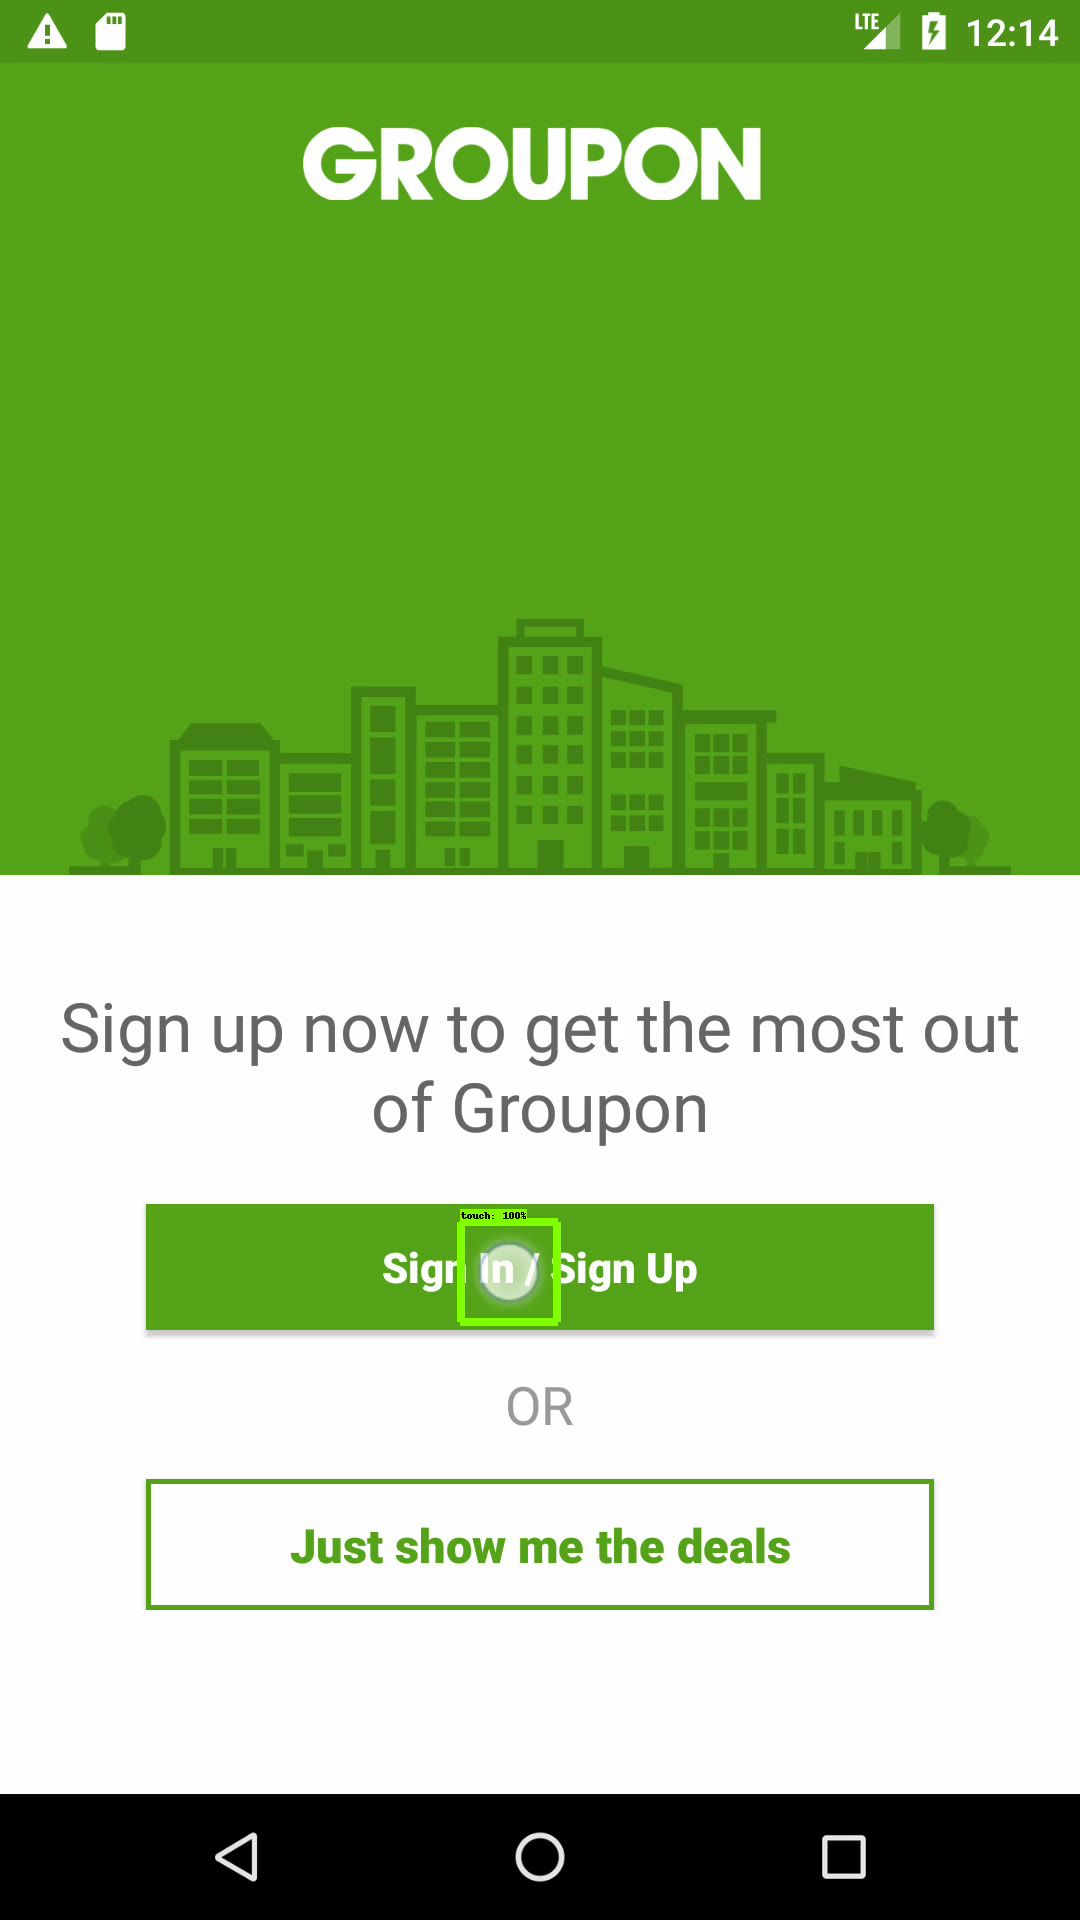 LTE 12:14
GROUPON
Sign up now to get the most out
of Groupon
touch: 100%
Sign In / Sign Up
OR
Just show me the deals